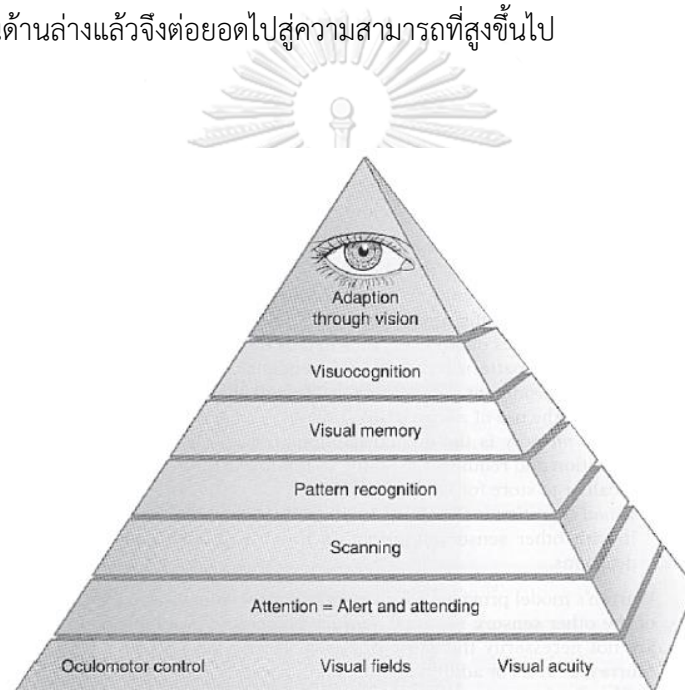 ด้านล่างแล้วจึงต่อยอดไปสู่ความสามารถที่สูงขึ้นไป
Adaption
through vision
Visuocognition
Visual memory
Pattern recognition
Scanning
Attention = Alert and attending
Oculomotor control Visual fields Visual acuity